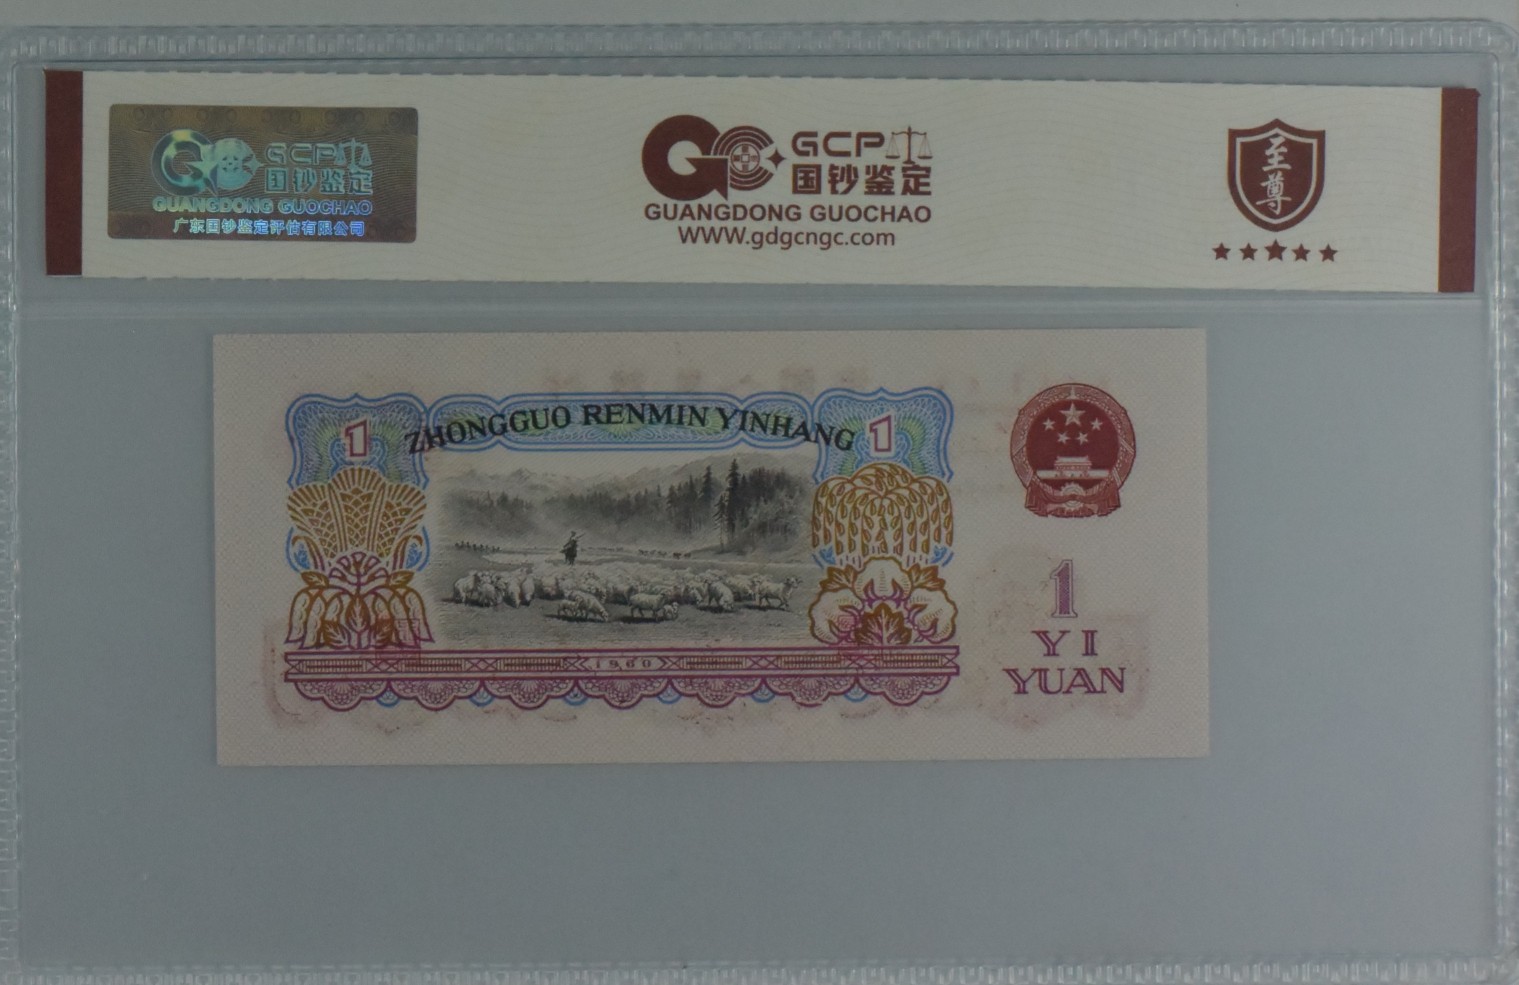 GCP
国钞鉴定
GUANGDONG GUOCHAO
广东国钞鉴定评估有限公司
GCP
国钞鉴定
GUANGDONG GUOCHAO
WWW.gdgcngc.com
至尊
1
ZHONGGUO RENMIN YINHANG
1
1960
1
YI
YUAN